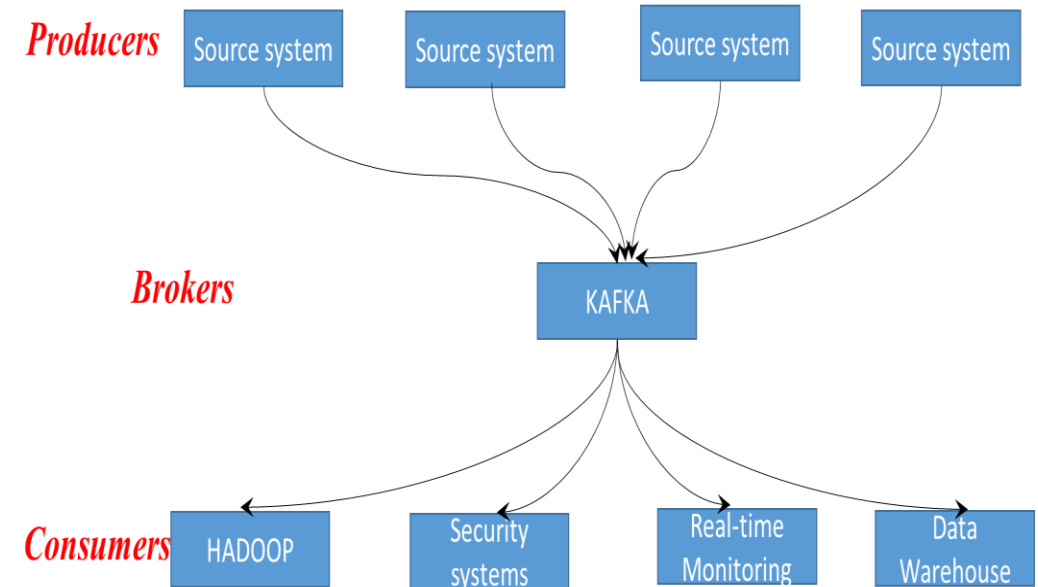 Producers
Source system
Source system
Source system
Source system
Brokers
KAFKA
Consumers
HADOOP
Security
systems
Real-time
Monitoring
Data
Warehouse